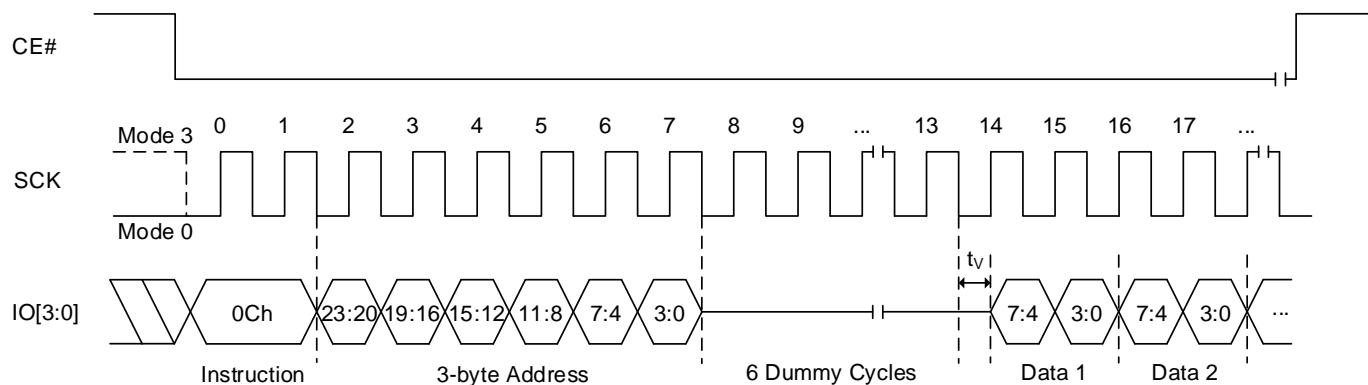 CE#
0 1 2 3 4 5 6 7 8 9 ... 13 14 15 16 17 ...
Mode 3
SCK
Mode 0
tV
IO[3:0] 0Ch 23:20 19:16 15:12 11:8 7:4 3:0 7:4 3:0 7:4 3:0 ...
Instruction 3-byte Address 6 Dummy Cycles Data 1 Data 2